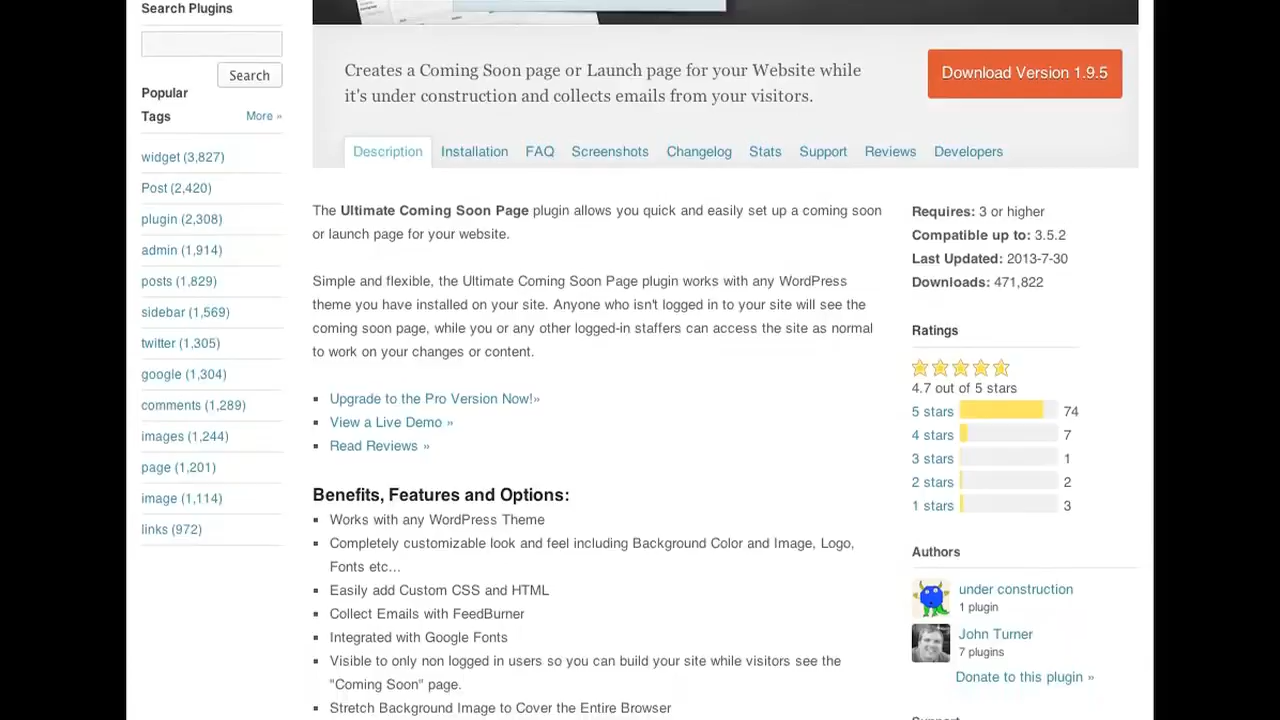 Search Plugins
Search
Popular
Tags
More »
widget (3,827)
Post (2,420)
plugin (2,308)
admin (1,914)
posts (1,829)
sidebar (1,569)
twitter (1,305)
google (1,304)
comments (1,289)
images (1,244)
page (1,201)
image (1,114)
links (972)
Creates a Coming Soon page or Launch page for your Website while
it's under construction and collects emails from your visitors.
Download Version 1.9.5
Description Installation FAQ Screenshots Changelog Stats Support Reviews Developers
The Ultimate Coming Soon Page plugin allows you quick and easily set up a coming soon
or launch page for your website.
Simple and flexible, the Ultimate Coming Soon Page plugin works with any WordPress
theme you have installed on your site. Anyone who isn't logged in to your site will see the
coming soon page, while you or any other logged-in staffers can access the site as normal
to work on your changes or content.
Upgrade to the Pro Version Now!»
View a Live Demo »
Read Reviews »
Benefits, Features and Options:
Works with any WordPress Theme
Completely customizable look and feel including Background Color and Image, Logo,
Fonts etc...
Easily add Custom CSS and HTML
Collect Emails with FeedBurner
Integrated with Google Fonts
Visible to only non logged in users so you can build your site while visitors see the
"Coming Soon" page.
Stretch Background Image to Cover the Entire Browser
Requires: 3 or higher
Compatible up to: 3.5.2
Last Updated: 2013-7-30
Downloads: 471,822
Ratings
4.7 out of 5 stars
5 stars 74
4 stars 7
3 stars 1
2 stars 2
1 stars 3
Authors
under construction
1 plugin
John Turner
7 plugins
Donate to this plugin »